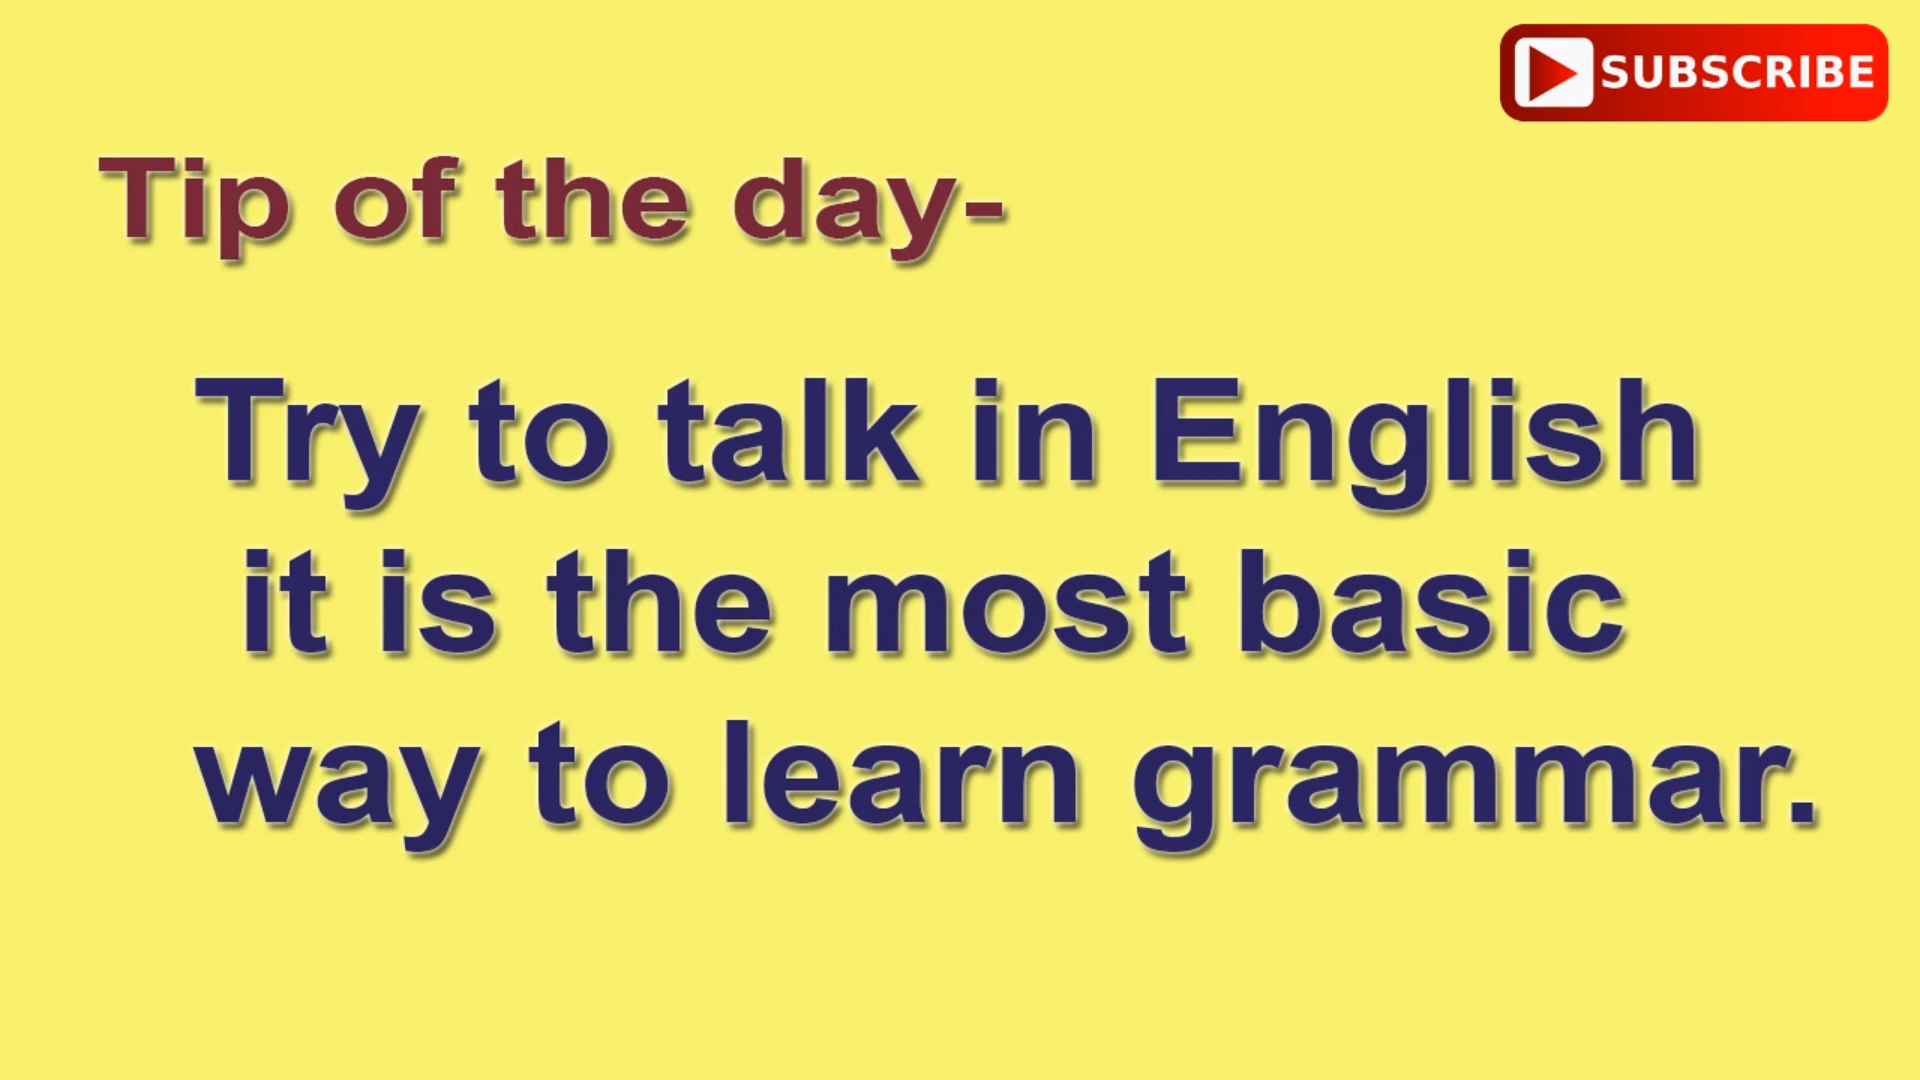 SUBSCRIBE
Tip of the day-
Try to talk in English
it is the most basic
way to learn grammar.